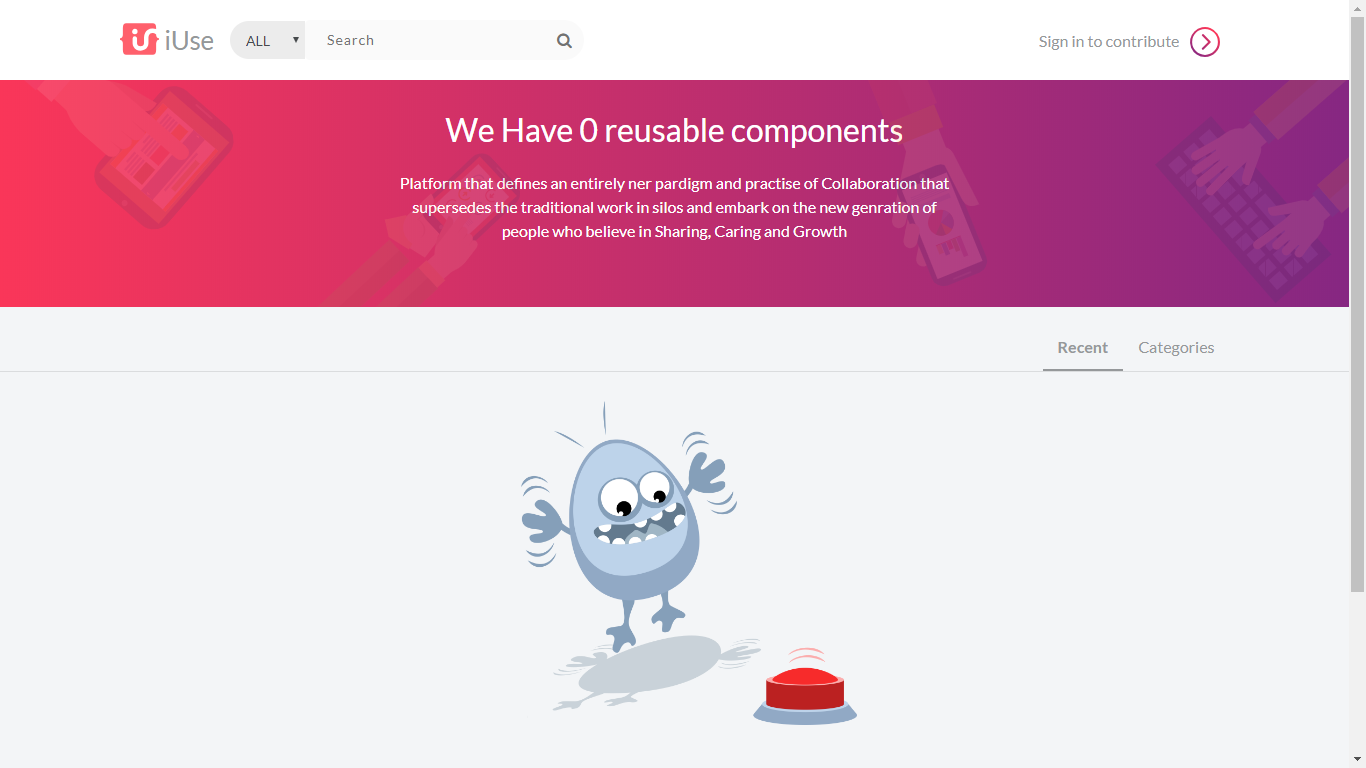 iUse
ALL
Search
Sign in to contribute
We Have 0 reusable components
Platform that defines an entirely ner pardigm and practise of Collaboration that
supersedes the traditional work in silos and embark on the new genration of
people who believe in Sharing, Caring and Growth
Recent
Categories